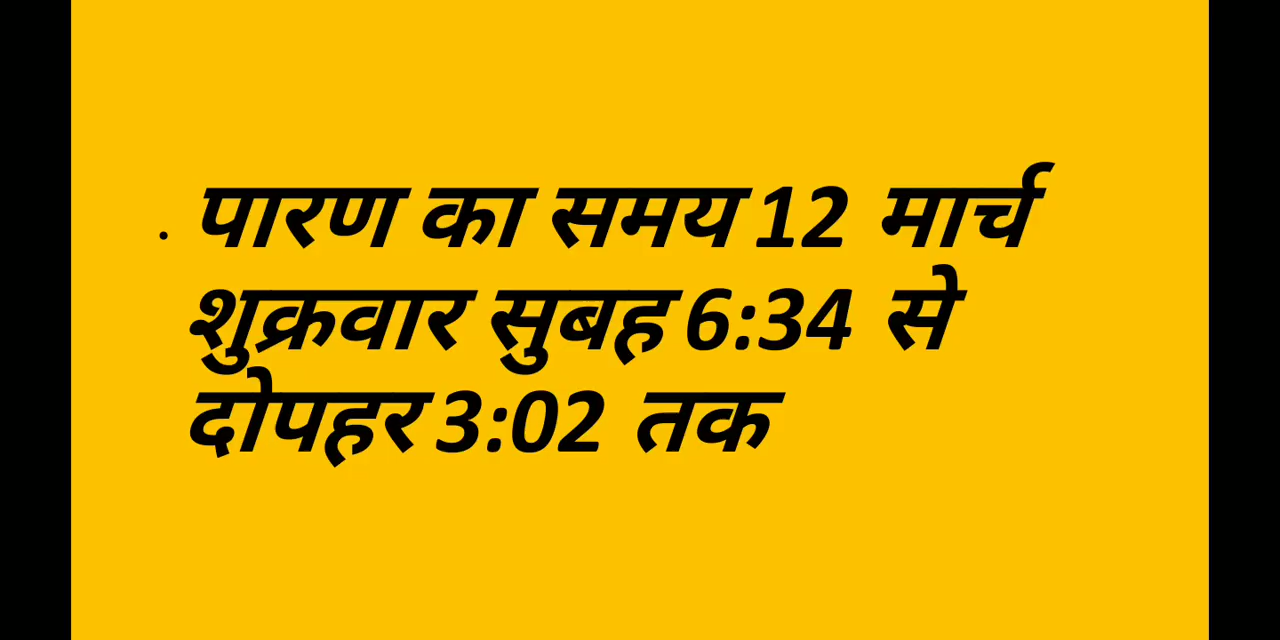 • पारण का समय 12 मार्च
शुक्रवार सुबह 6:34 से
दोपहर 3:02 तक